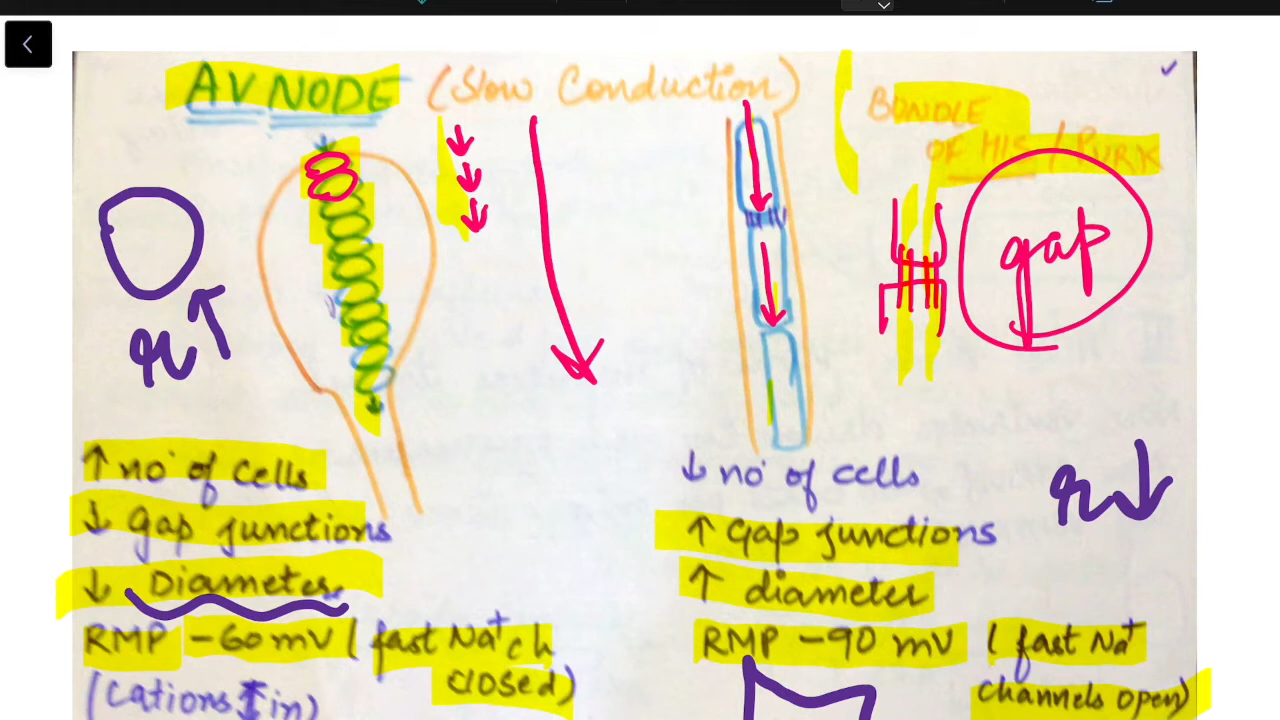 AV NODE (Slow Conduction)
BUNDLE
OF HIS / PURK
gap
r ↑
↑ no of cells
↓ Gap junctions
↓ Diameter
RMP -60 mV ( fast Na+ ch
closed)
(Cations ↑ in)
↓ no of cells
r ↓
↑ Gap junctions
↑ diameter
RMP -90 mV ( fast Na+
channels open)